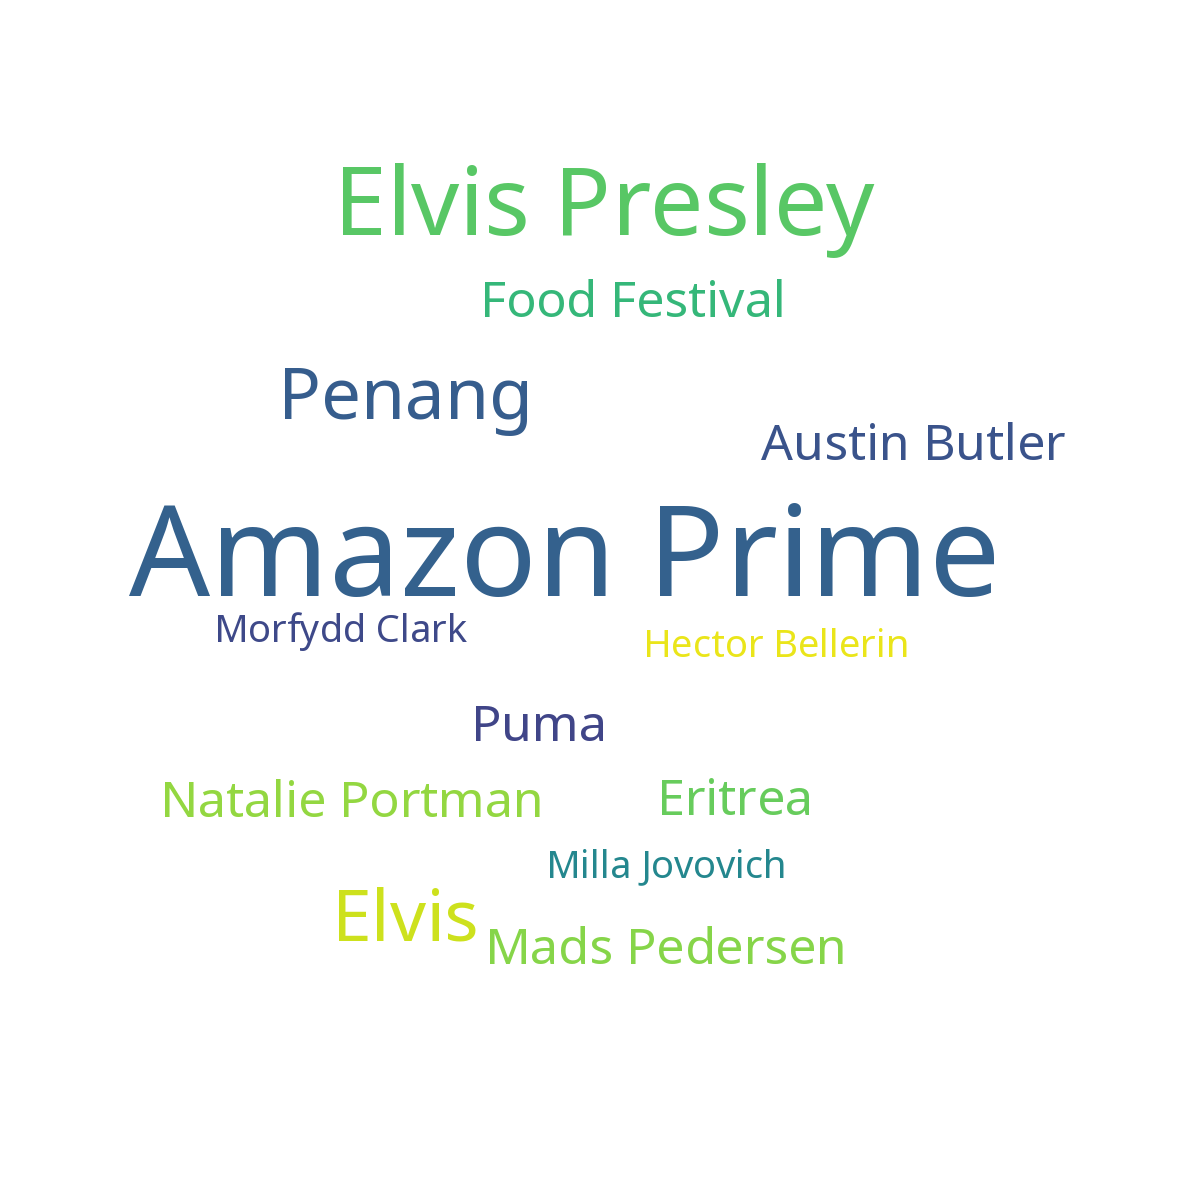 Elvis Presley
Food Festival
Penang
Austin Butler
Amazon Prime
Morfydd Clark
Hector Bellerin
Puma
Natalie Portman
Eritrea
Milla Jovovich
Elvis
Mads Pedersen